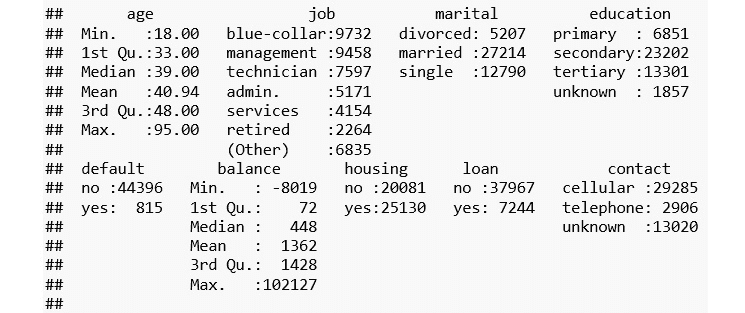 ##       age              job            marital          education
##  Min.   :18.00   blue-collar:9732   divorced: 5207   primary  : 6851
##  1st Qu.:33.00   management :9458   married :27214   secondary:23202
##  Median :39.00   technician :7597   single  :12790   tertiary :13301
##  Mean   :40.94   admin.     :5171                    unknown  : 1857
##  3rd Qu.:48.00   services   :4154
##  Max.   :95.00   retired    :2264
##                  (Other)    :6835
##  default        balance       housing       loan            contact
##  no :44396   Min.   : -8019   no :20081   no :37967   cellular :29285
##  yes:  815   1st Qu.:    72   yes:25130   yes: 7244   telephone: 2906
##              Median :   448                           unknown  :13020
##              Mean   :  1362
##              3rd Qu.:  1428
##              Max.   :102127
##